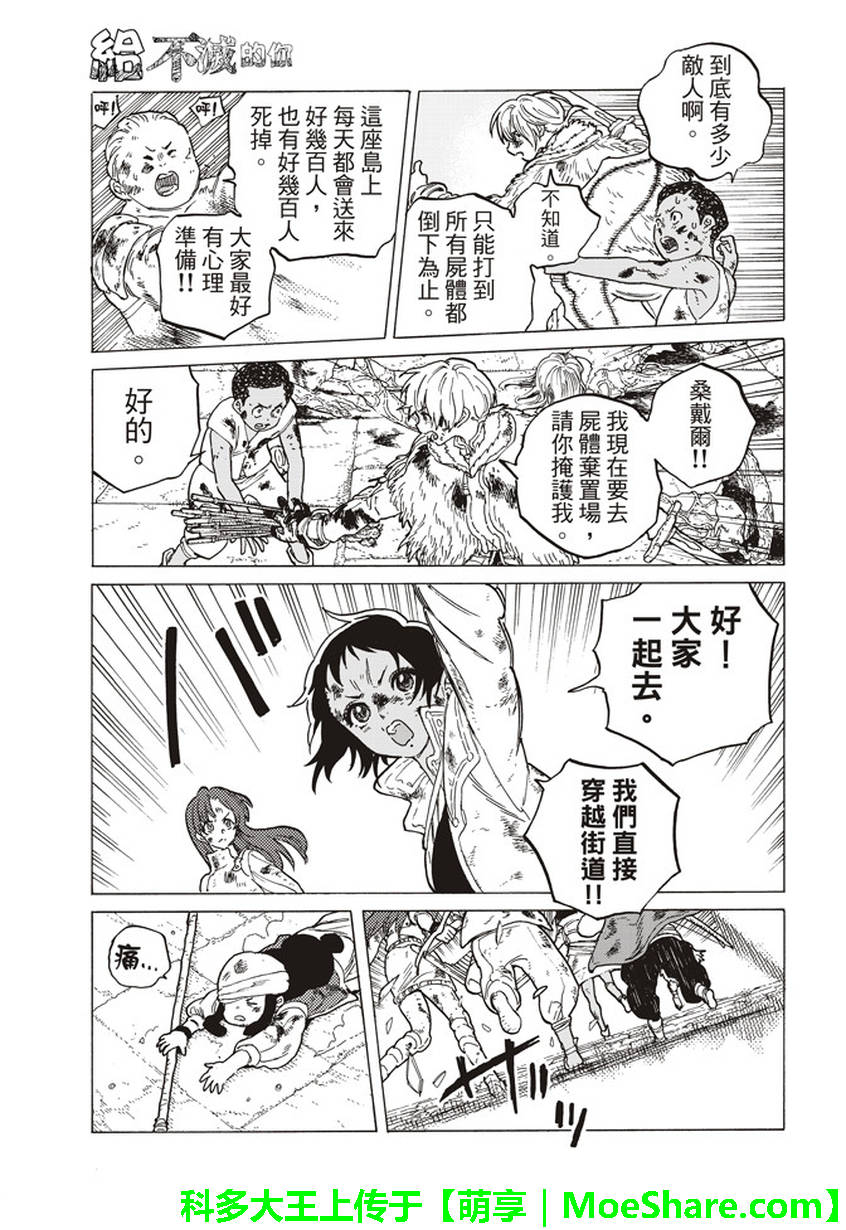 給不滅的你
到底有多少
敵人啊。
不知道。
只能打到
所有屍體都
倒下為止。
這座島上
每天都會送來
好幾百人，
也有好幾百人
死掉。
呼！
呼！
大家最好
有心理
準備!!
桑戴爾!!
我現在要去
屍體棄置場，
請你掩護我。
好的。
好！
大家
一起去。
我們直接
穿越街道!!
痛…
科多大王上传于【萌享｜MoeShare.com】